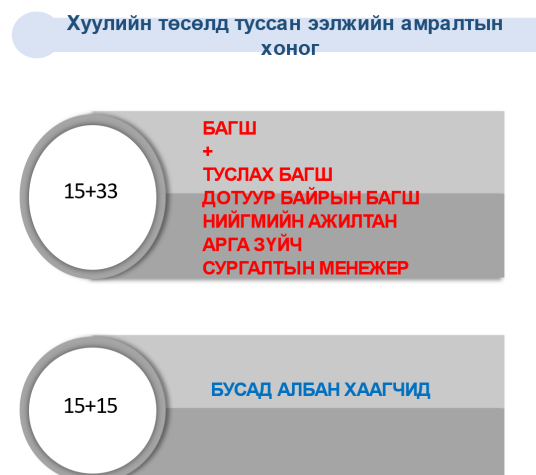 Хуулийн төсөлд туссан ээлжийн амралтын
хоног
15+33
БАГШ
+
ТУСЛАХ БАГШ
ДОТУУР БАЙРЫН БАГШ
НИЙГМИЙН АЖИЛТАН
АРГА ЗҮЙЧ
СУРГАЛТЫН МЕНЕЖЕР
15+15
БУСАД АЛБАН ХААГЧИД